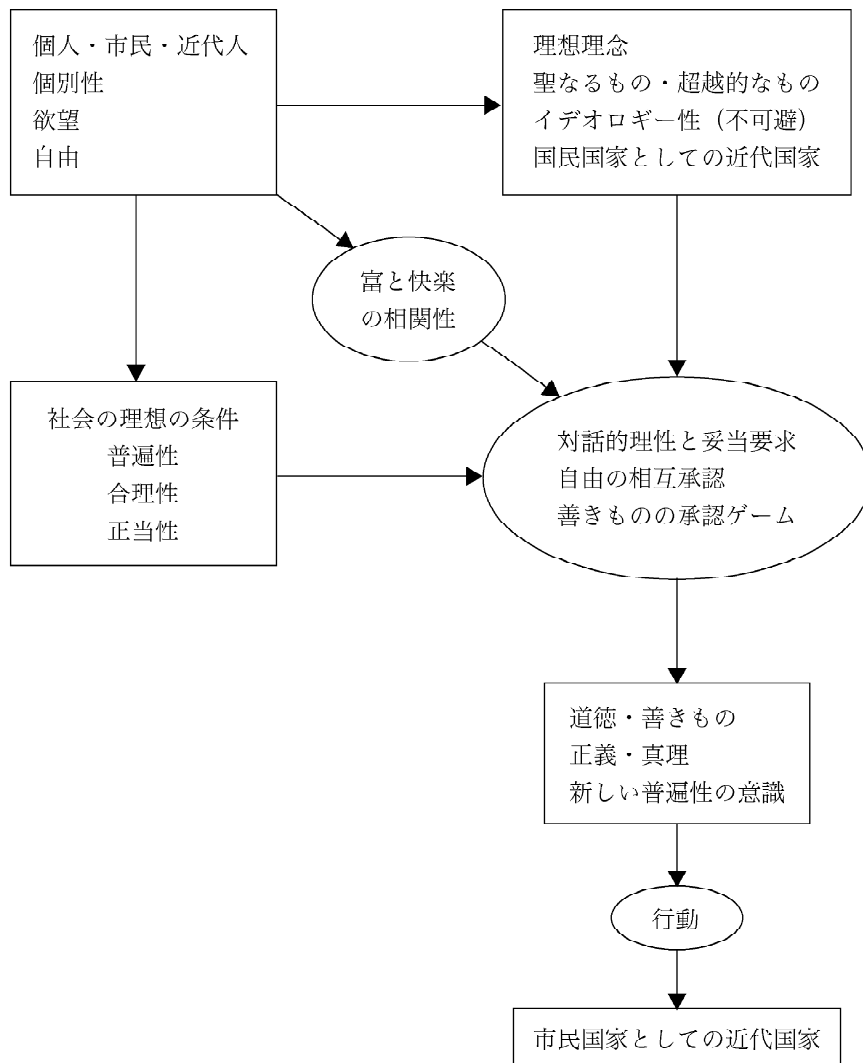 個人・市民・近代人
個別性
欲望
自由
理想理念
聖なるもの・超越的なもの
イデオロギー性（不可避）
国民国家としての近代国家
富と快楽
の相関性
社会の理想の条件
普遍性
合理性
正当性
対話的理性と妥当要求
自由の相互承認
善きものの承認ゲーム
道徳・善きもの
正義・真理
新しい普遍性の意識
行動
市民国家としての近代国家